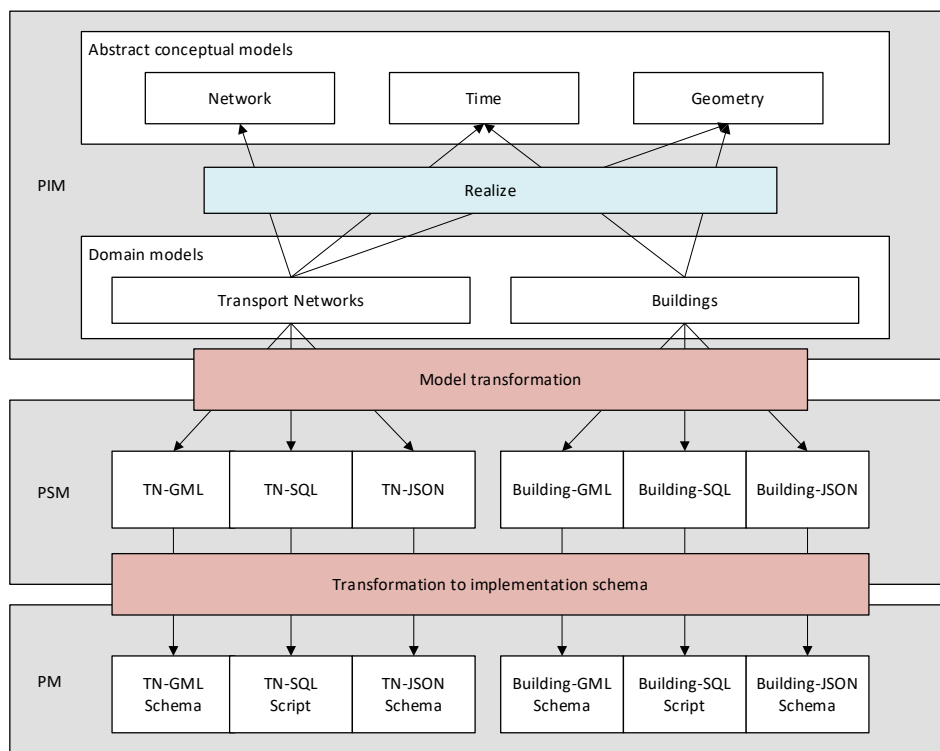 Abstract conceptual models
Network
Time
Geometry
PIM
Realize
Domain models
Transport Networks
Buildings
Model transformation
PSM
TN-GML
TN-SQL
TN-JSON
Building-GML
Building-SQL
Building-JSON
Transformation to implementation schema
PM
TN-GML
Schema
TN-SQL
Script
TN-JSON
Schema
Building-GML
Schema
Building-SQL
Script
Building-JSON
Schema